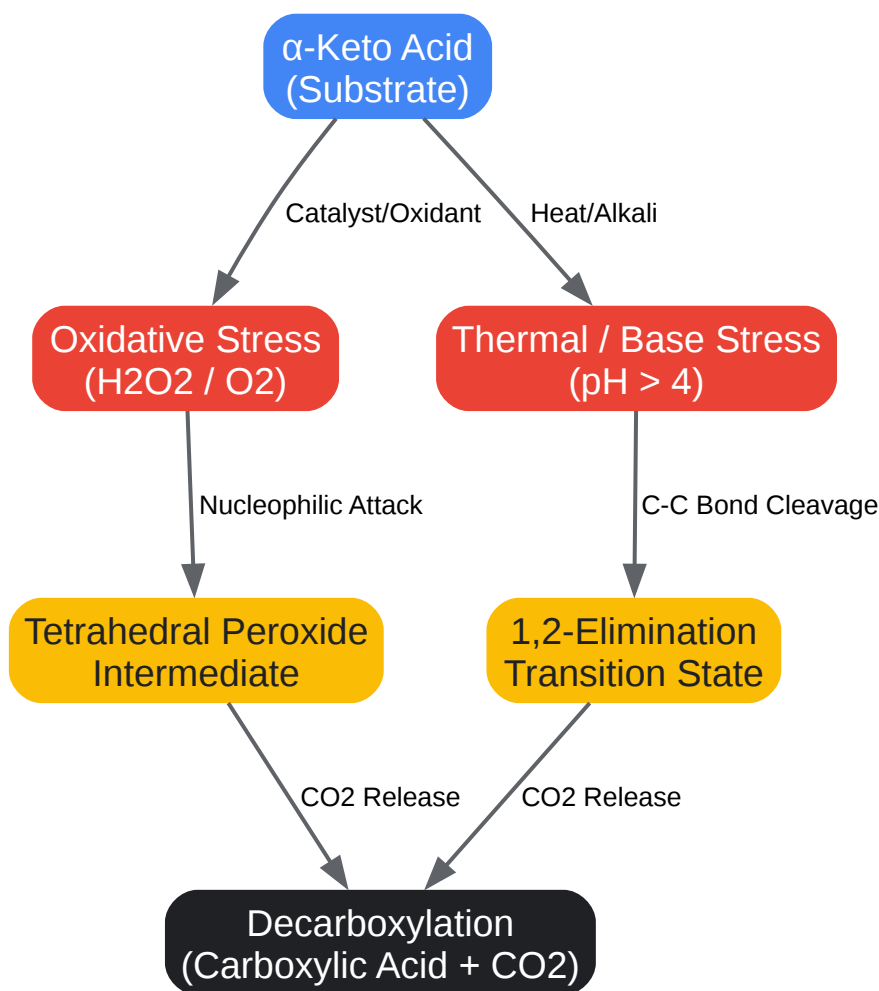 α-Keto Acid
(Substrate)
Catalyst/Oxidant
Heat/Alkali
Oxidative Stress
(H2O2 / O2)
Thermal / Base Stress
(pH > 4)
Nucleophilic Attack
C-C Bond Cleavage
Tetrahedral Peroxide
Intermediate
1,2-Elimination
Transition State
CO2 Release
CO2 Release
Decarboxylation
(Carboxylic Acid + CO2)